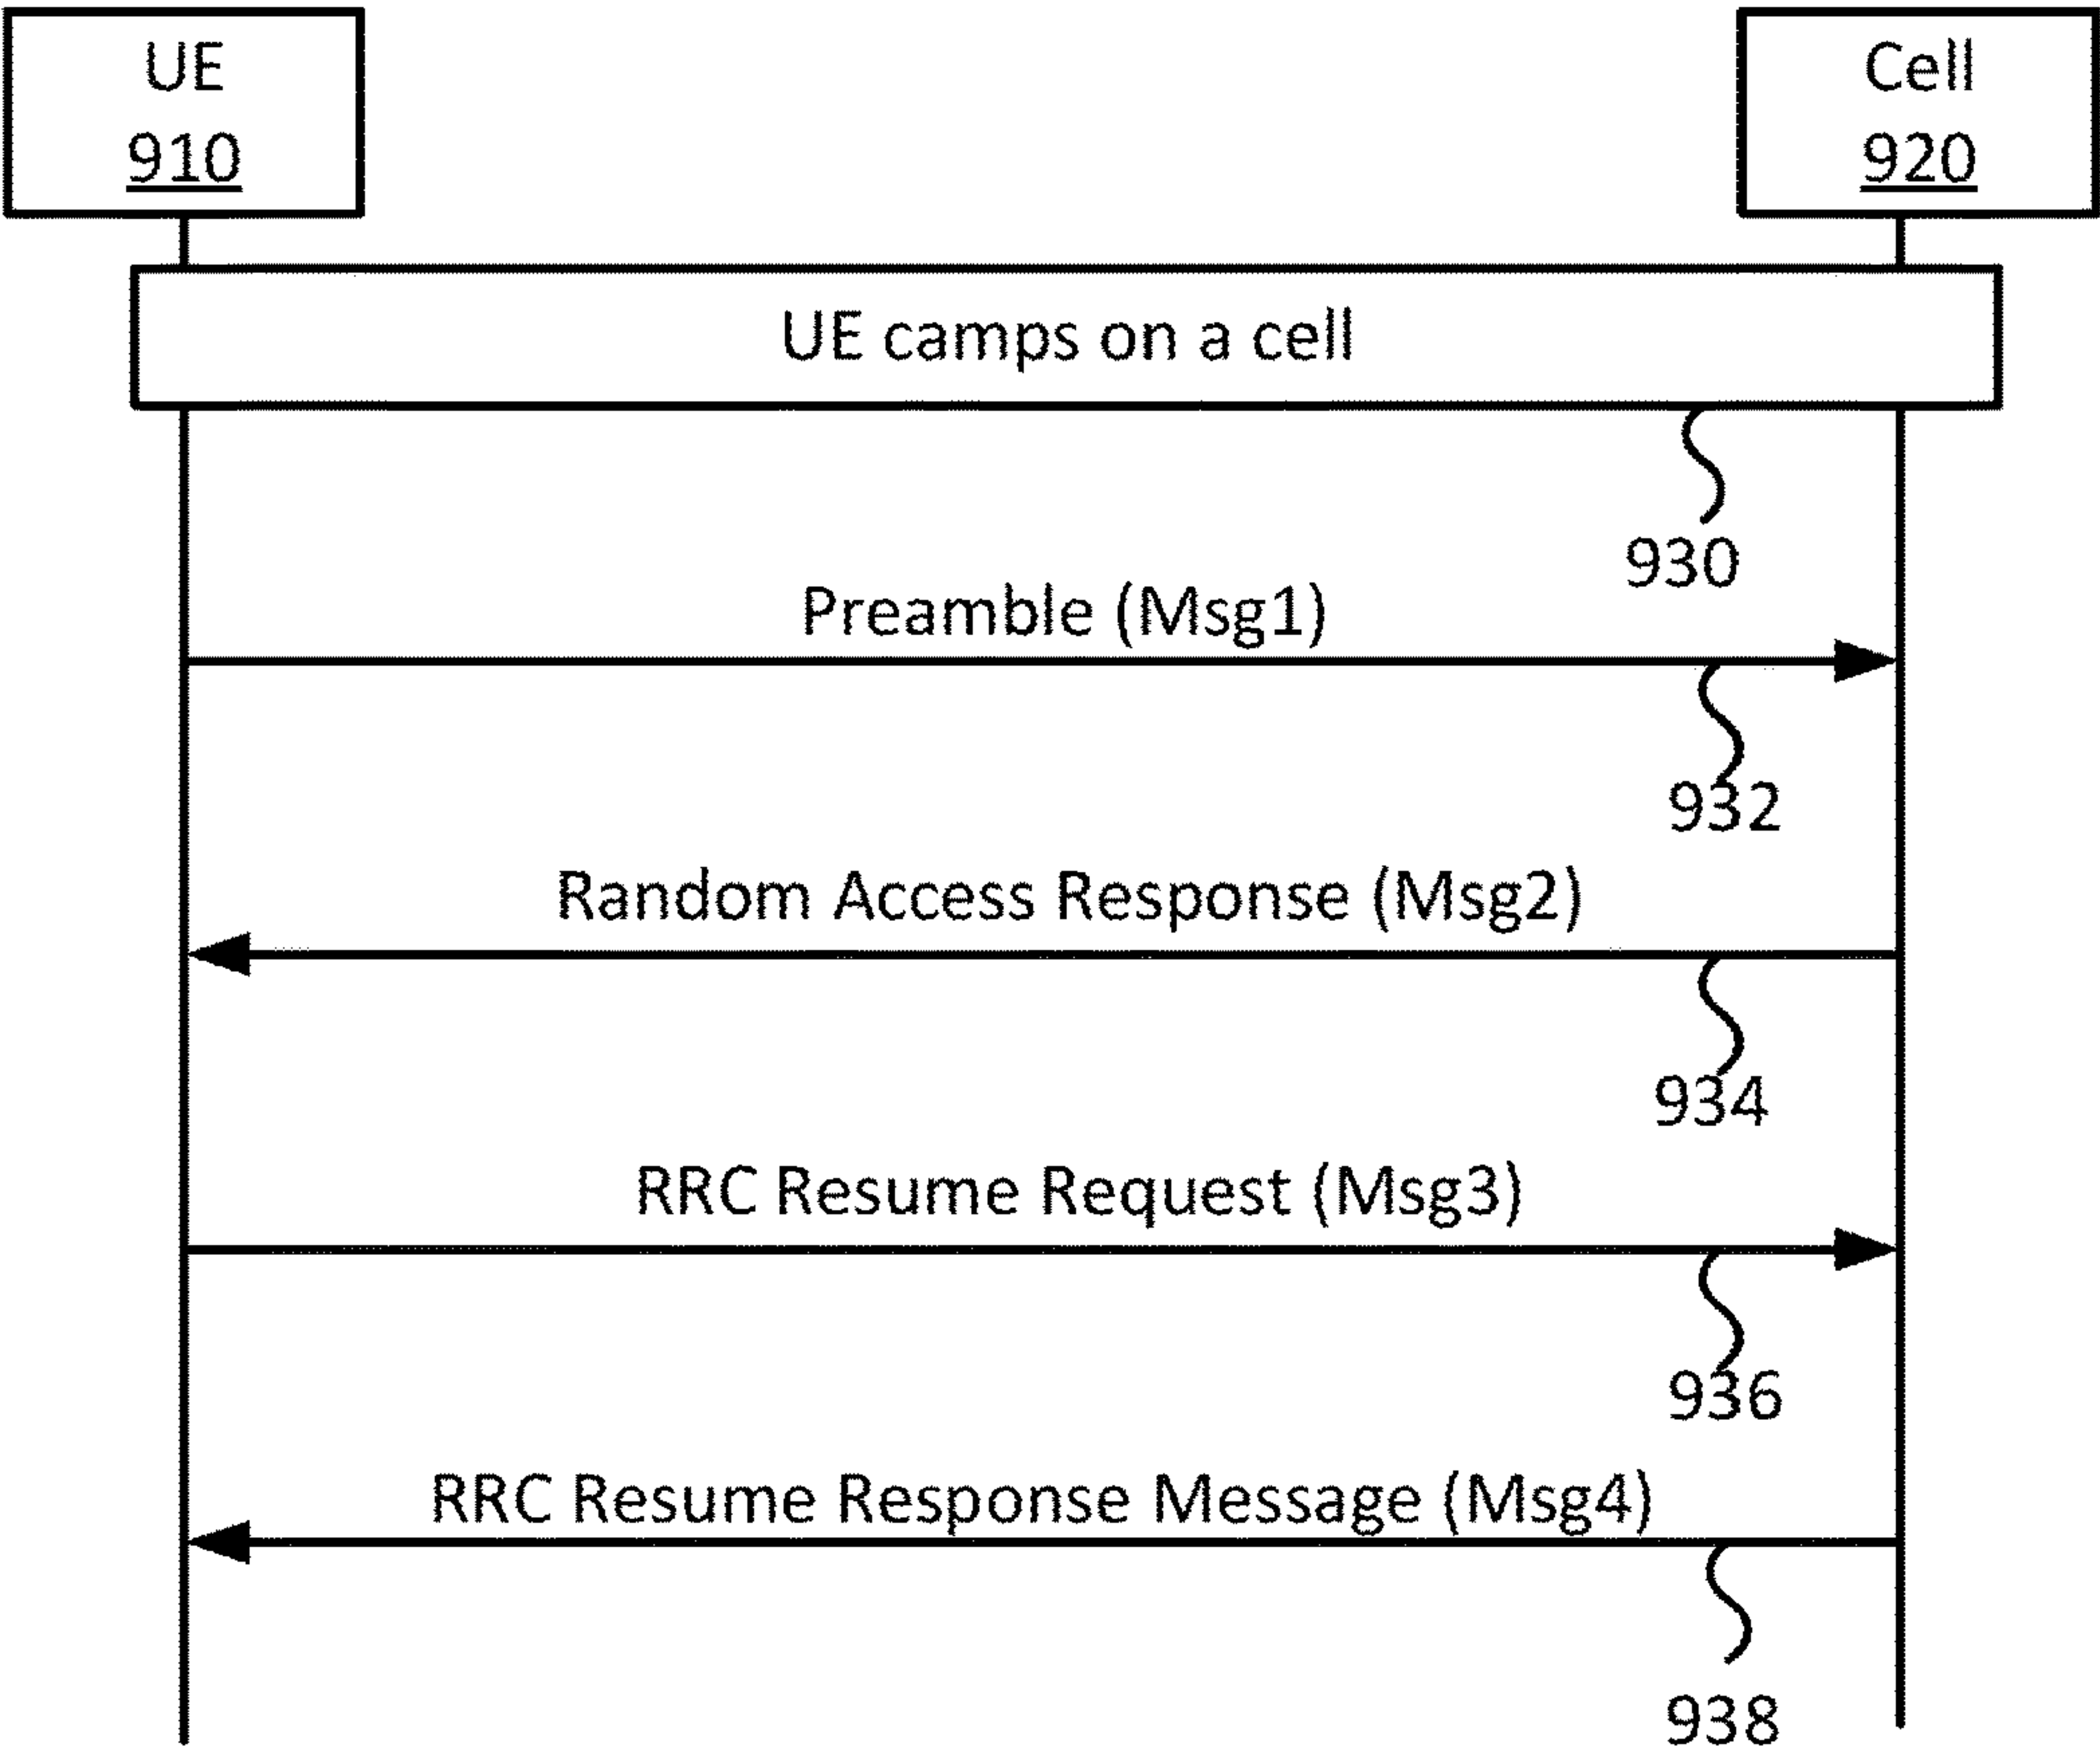 UE
910
Cell
920
UE camps on a cell
930
Preamble (Msg1)
932
Random Access Response (Msg2)
934
RRC Resume Request (Msg3)
936
RRC Resume Response Message (Msg4)
938